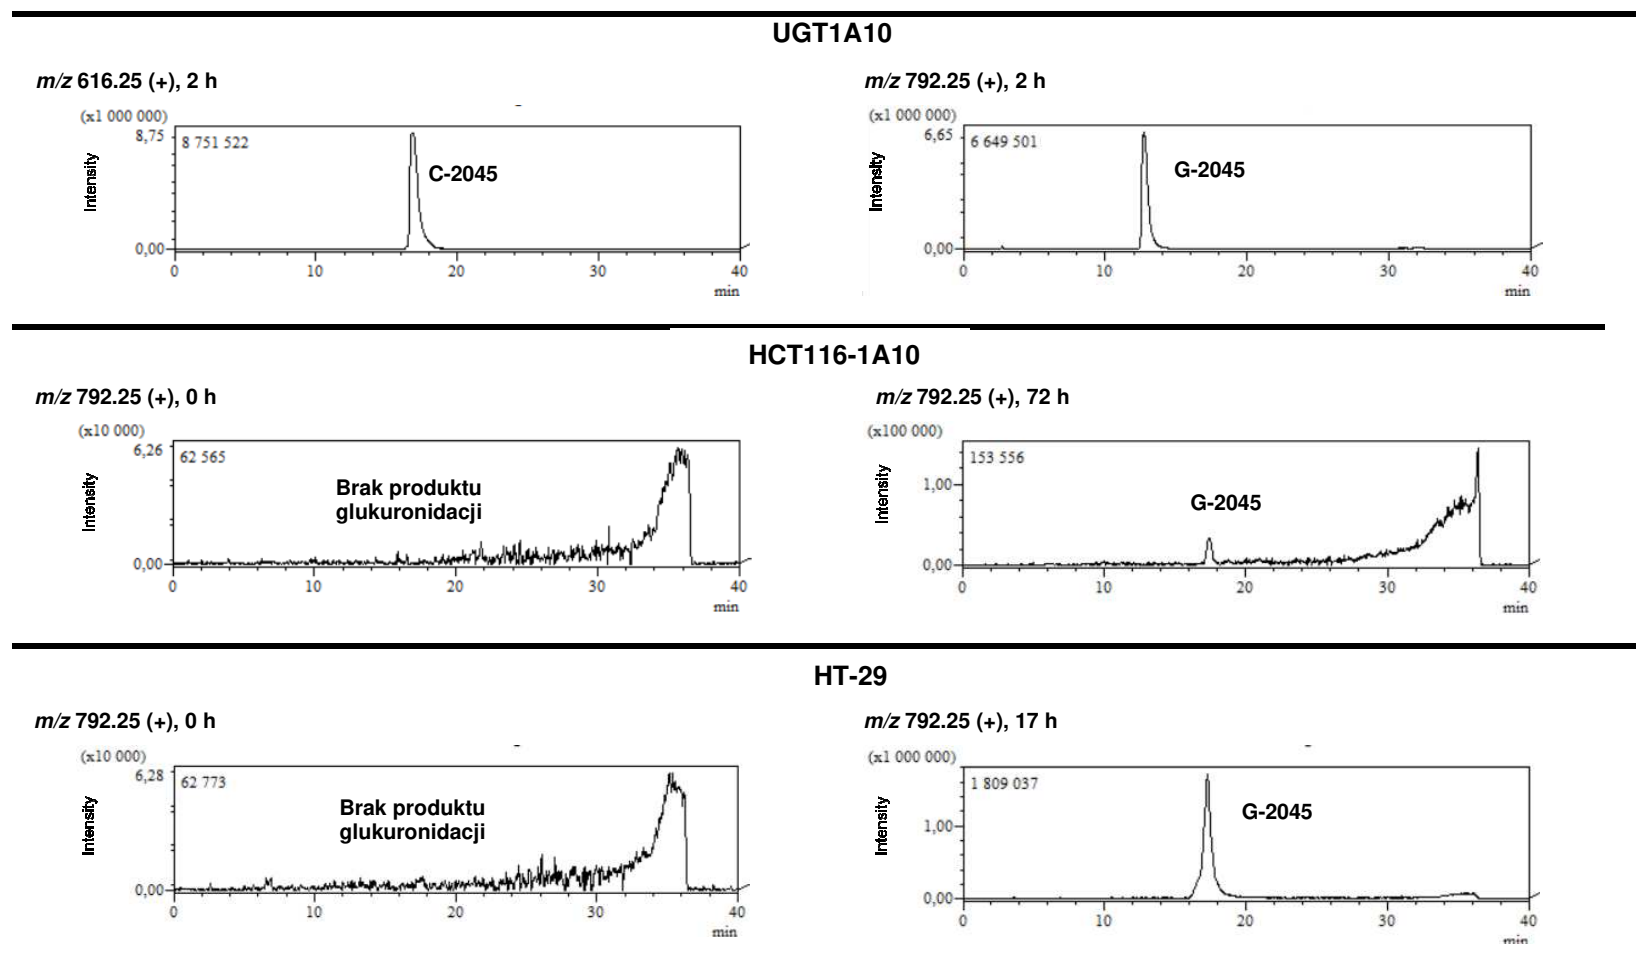 UGT1A10
m/z 616.25 (+), 2 h
(x1 000 000)
8,75
8 751 522
C-2045
Intensity
0,00
0 10 20 30 40
min
m/z 792.25 (+), 2 h
(x1 000 000)
6,65
6 649 501
G-2045
Intensity
0,00
0 10 20 30 40
min
HCT116-1A10
m/z 792.25 (+), 0 h
(x10 000)
6,26
62 565
Brak produktu
glukuronidacji
Intensity
0,00
0 10 20 30 40
min
m/z 792.25 (+), 72 h
(x100 000)
153 556
1,00
G-2045
Intensity
0,00
0 10 20 30 40
min
HT-29
m/z 792.25 (+), 0 h
(x10 000)
6,28
62 773
Brak produktu
glukuronidacji
Intensity
0,00
0 10 20 30 40
min
m/z 792.25 (+), 17 h
(x1 000 000)
1 809 037
G-2045
1,00
Intensity
0,00
0 10 20 30 40
min